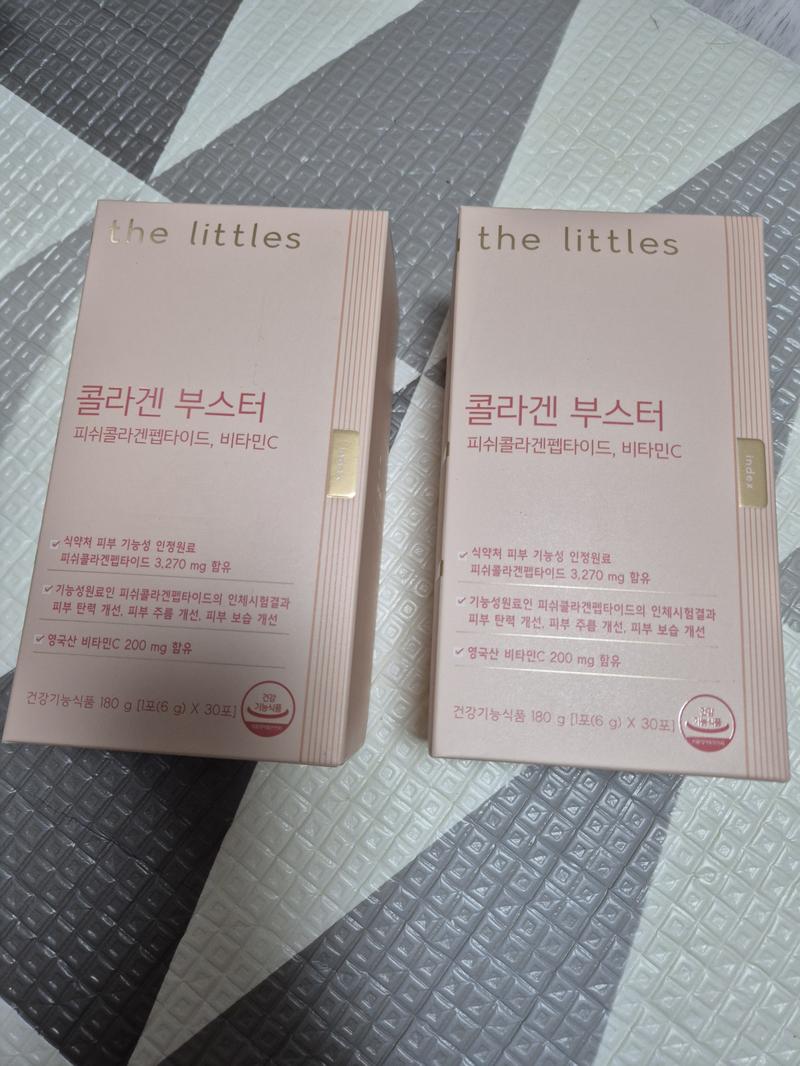 the littles
콜라겐 부스터
피쉬콜라겐펩타이드, 비타민C
식약처 피부 기능성 인정원료
피쉬콜라겐펩타이드 3,270 mg 함유
기능성원료인 피쉬콜라겐펩타이드의 인체시험결과
피부 탄력 개선, 피부 주름 개선, 피부 보습 개선
영국산 비타민C 200 mg 함유
건강기능식품 180 g [1포(6 g) X 30포]
건강
기능식품
index
the littles
콜라겐 부스터
피쉬콜라겐펩타이드, 비타민C
식약처 피부 기능성 인정원료
피쉬콜라겐펩타이드 3,270 mg 함유
기능성원료인 피쉬콜라겐펩타이드의 인체시험결과
피부 탄력 개선, 피부 주름 개선, 피부 보습 개선
영국산 비타민C 200 mg 함유
건강기능식품 180 g [1포(6 g) X 30포]
건강
기능식품
index